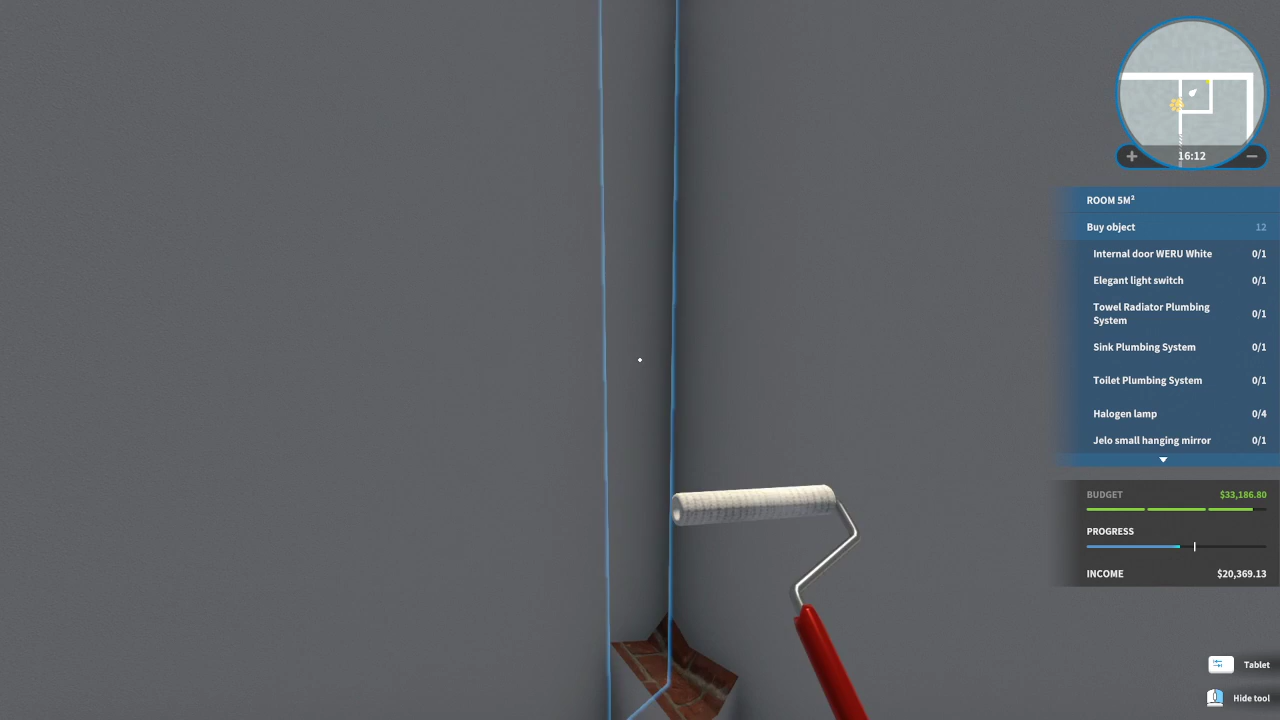 16:12
ROOM 5M²
Buy object 12
Internal door WERU White 0/1
Elegant light switch 0/1
Towel Radiator Plumbing
System 0/1
Sink Plumbing System 0/1
Toilet Plumbing System 0/1
Halogen lamp 0/4
Jelo small hanging mirror 0/1
BUDGET $33,186.80
PROGRESS
INCOME $20,369.13
Tablet
Hide tool